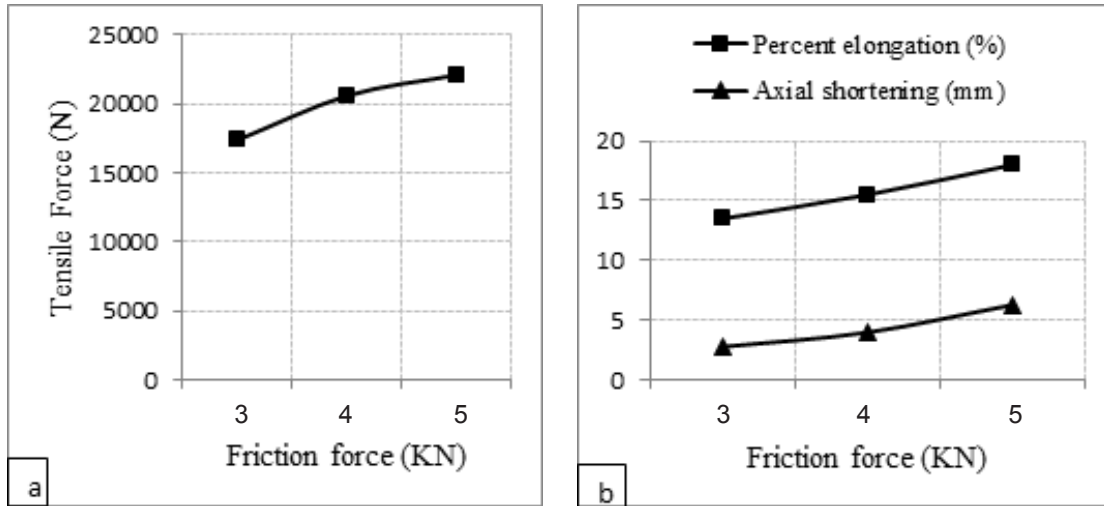 25000
20000
15000
10000
5000
0
Tensile Force (N)
3 4 5
Friction force (KN)
a
Percent elongation (%)
Axial shortening (mm)
20
15
10
5
0
3 4 5
Friction force (KN)
b